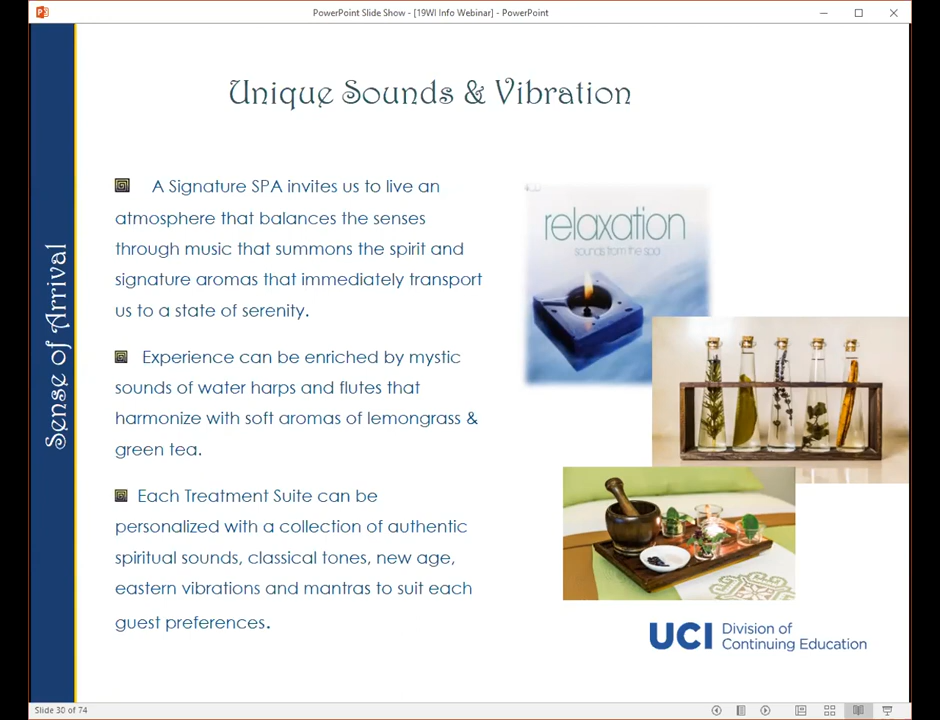 PowerPoint Slide Show - [19WI Info Webinar] - PowerPoint
Unique Sounds & Vibration
Sense of Arrival
A Signature SPA invites us to live an
atmosphere that balances the senses
through music that summons the spirit and
signature aromas that immediately transport
us to a state of serenity.
Experience can be enriched by mystic
sounds of water harps and flutes that
harmonize with soft aromas of lemongrass &
green tea.
Each Treatment Suite can be
personalized with a collection of authentic
spiritual sounds, classical tones, new age,
eastern vibrations and mantras to suit each
guest preferences.
relaxation
sounds from the spa
UCI Division of
Continuing Education
Slide 30 of 74